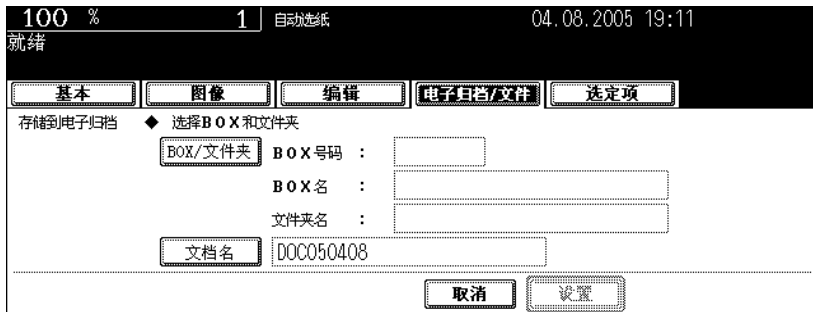 100 % 1 自动选纸 04.08.2005 19:11
就绪
基本 图像 编辑 电子归档/文件 选定项
存储到电子归档 ◆ 选择BOX和文件夹
BOX/文件夹 BOX号码 :
BOX名 :
文件夹名 :
文档名 DOC050408
取消 设置